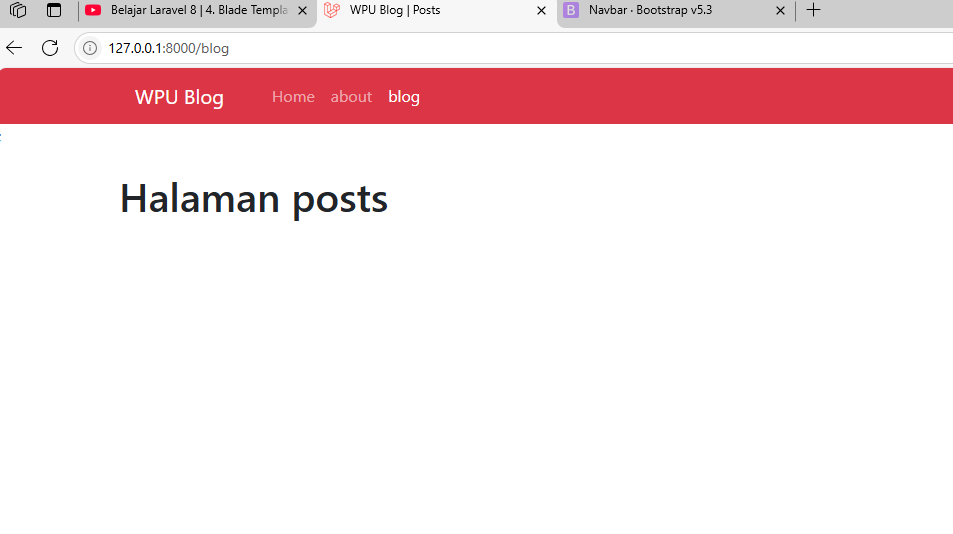 Belajar Laravel 8 | 4. Blade Templa
WPU Blog | Posts
Navbar · Bootstrap v5.3
127.0.0.1:8000/blog
WPU Blog Home about blog
Halaman posts